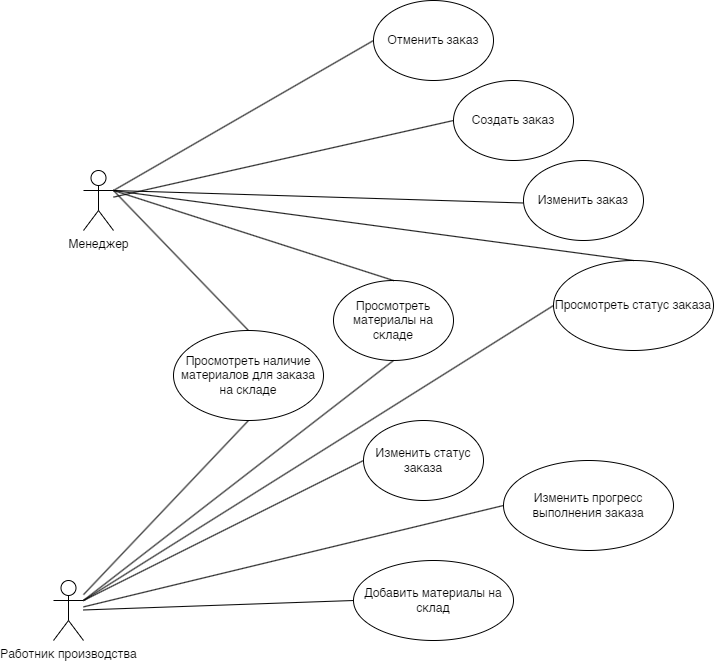 Отменить заказ
Создать заказ
Изменить заказ
Менеджер
Просмотреть статус заказа
Просмотреть
материалы на
складе
Просмотреть наличие
материалов для заказа
на складе
Изменить статус
заказа
Изменить прогресс
выполнения заказа
Добавить материалы на
склад
Работник производства